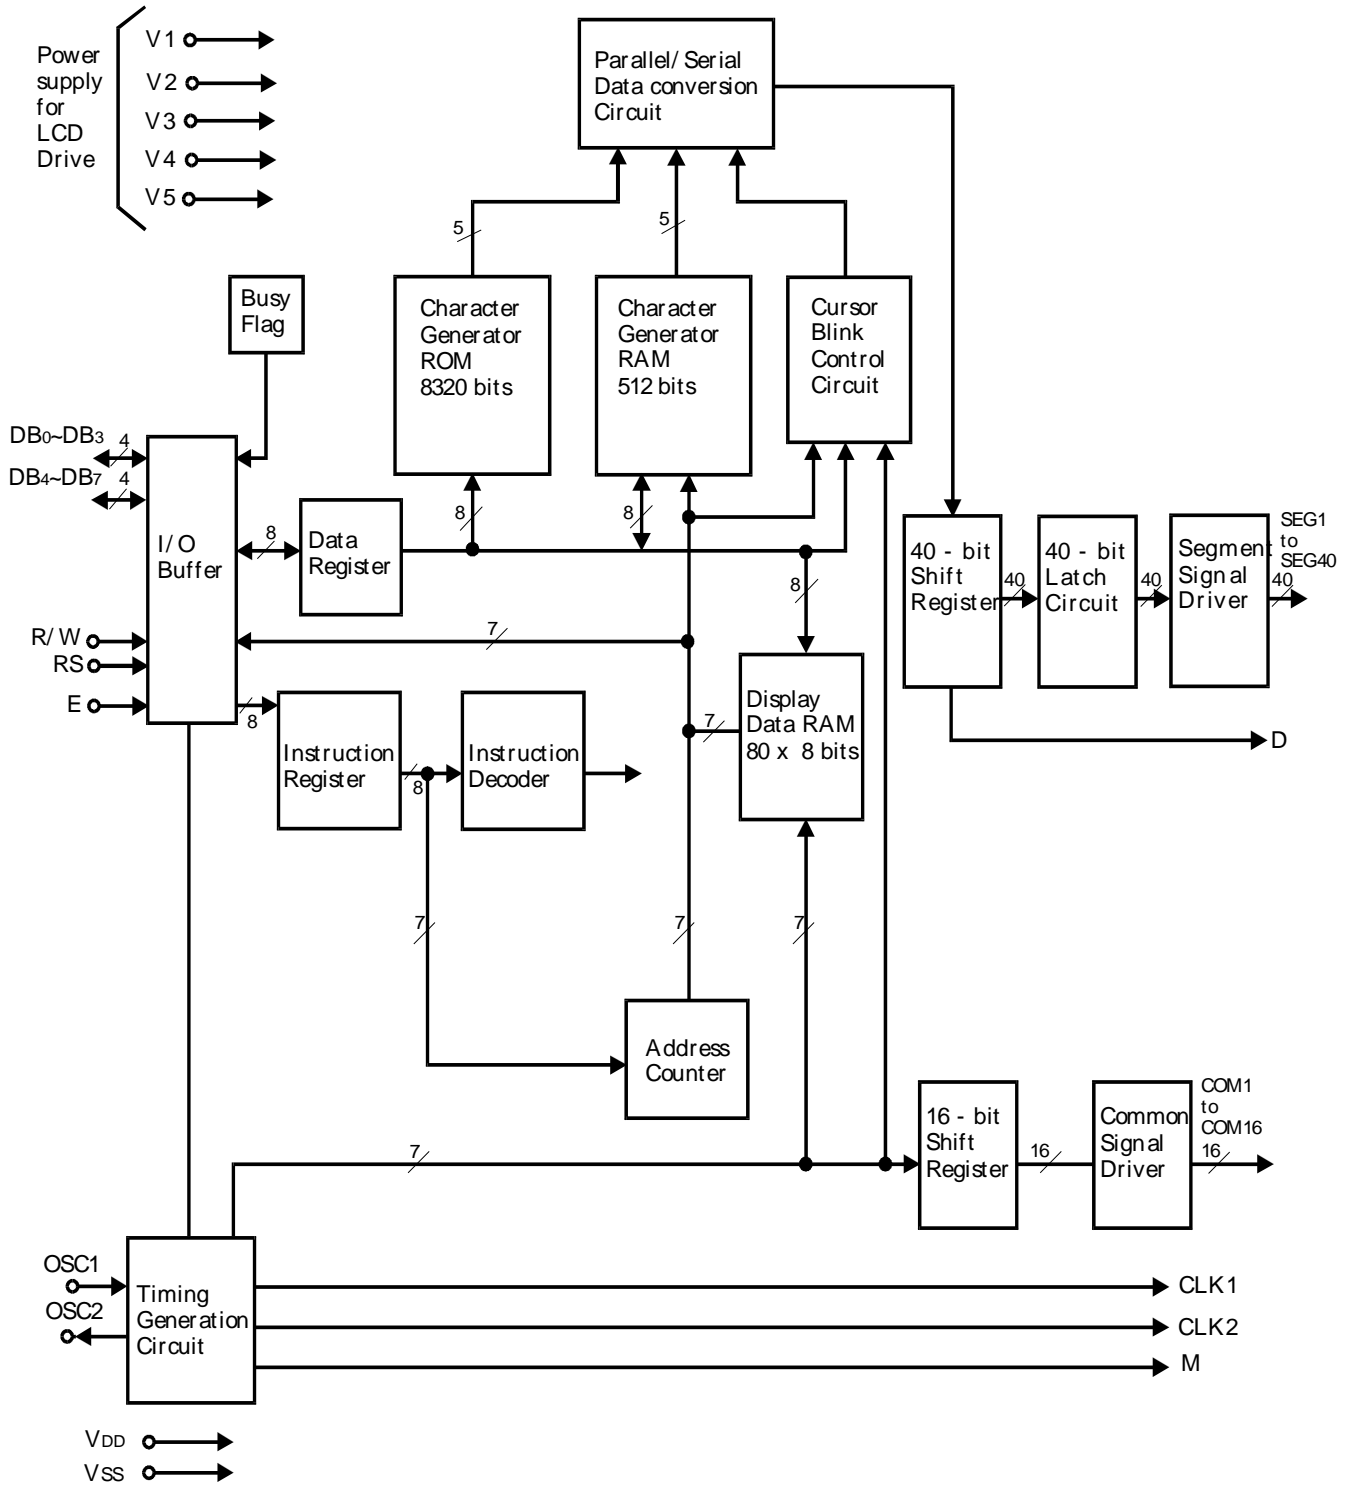 Power
supply
for
LCD
Drive
V1
V2
V3
V4
V5
Parallel/Serial
Data conversion
Circuit
5
5
Busy
Flag
Character
Generator
ROM
8320 bits
Character
Generator
RAM
512 bits
Cursor
Blink
Control
Circuit
DB0~DB3
4
DB4~DB7
4
I/O
Buffer
8
Data
Register
8
8
8
R/W
RS
E
7
8
Instruction
Register
8
Instruction
Decoder
7
Display
Data RAM
80 x 8 bits
40 - bit
Shift
Register
40
40 - bit
Latch
Circuit
40
Segment
Signal
Driver
SEG1
to
SEG40
40
D
7
7
7
Address
Counter
7
16 - bit
Shift
Register
16
Common
Signal
Driver
COM1
to
COM16
16
OSC1
OSC2
Timing
Generation
Circuit
CLK1
CLK2
M
VDD
VSS